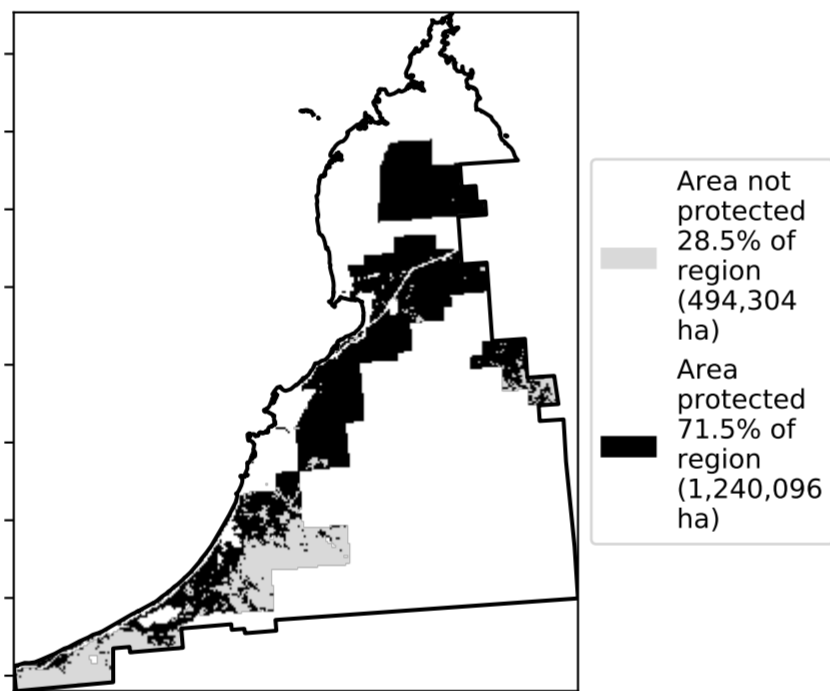 Area not
protected
28.5% of
region
(494,304
ha)
Area
protected
71.5% of
region
(1,240,096
ha)